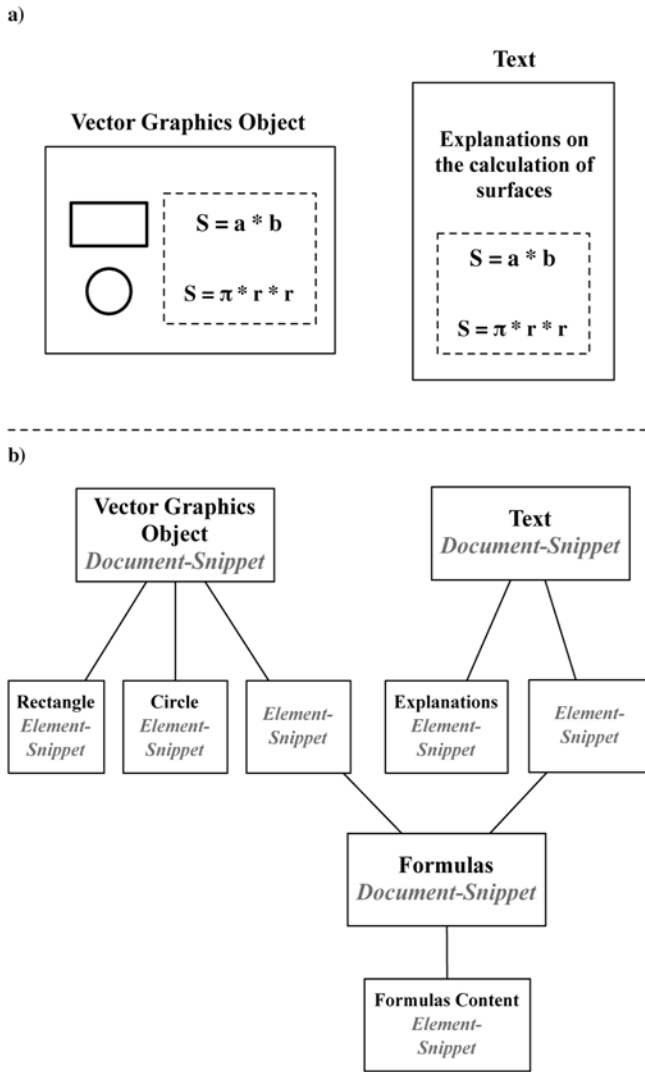 a)
Text
Vector Graphics Object
Explanations on
the calculation of
surfaces
S = a * b
S = π * r * r
S = a * b
S = π * r * r
b)
Vector Graphics
Object
Document-Snippet
Text
Document-Snippet
Rectangle
Element-
Snippet
Circle
Element-
Snippet
Element-
Snippet
Explanations
Element-
Snippet
Element-
Snippet
Formulas
Document-Snippet
Formulas Content
Element-
Snippet